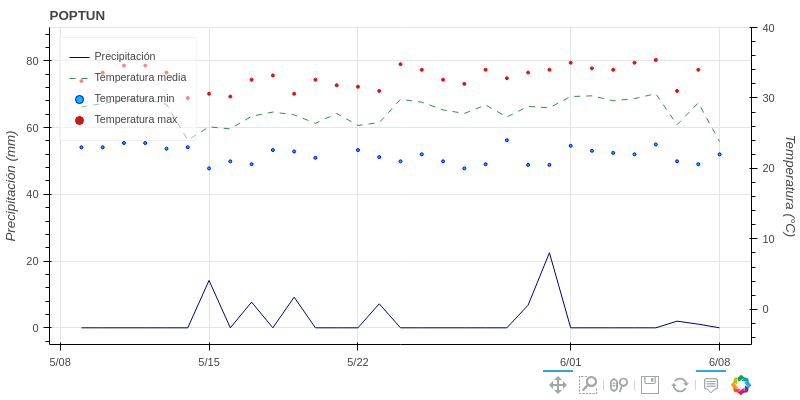 POPTUN
Precipitación
Temperatura media
Temperatura min
Temperatura max
Precipitación (mm)
80
60
40
20
0
Temperatura (°C)
40
30
20
10
0
5/08
5/15
5/22
6/01
6/08